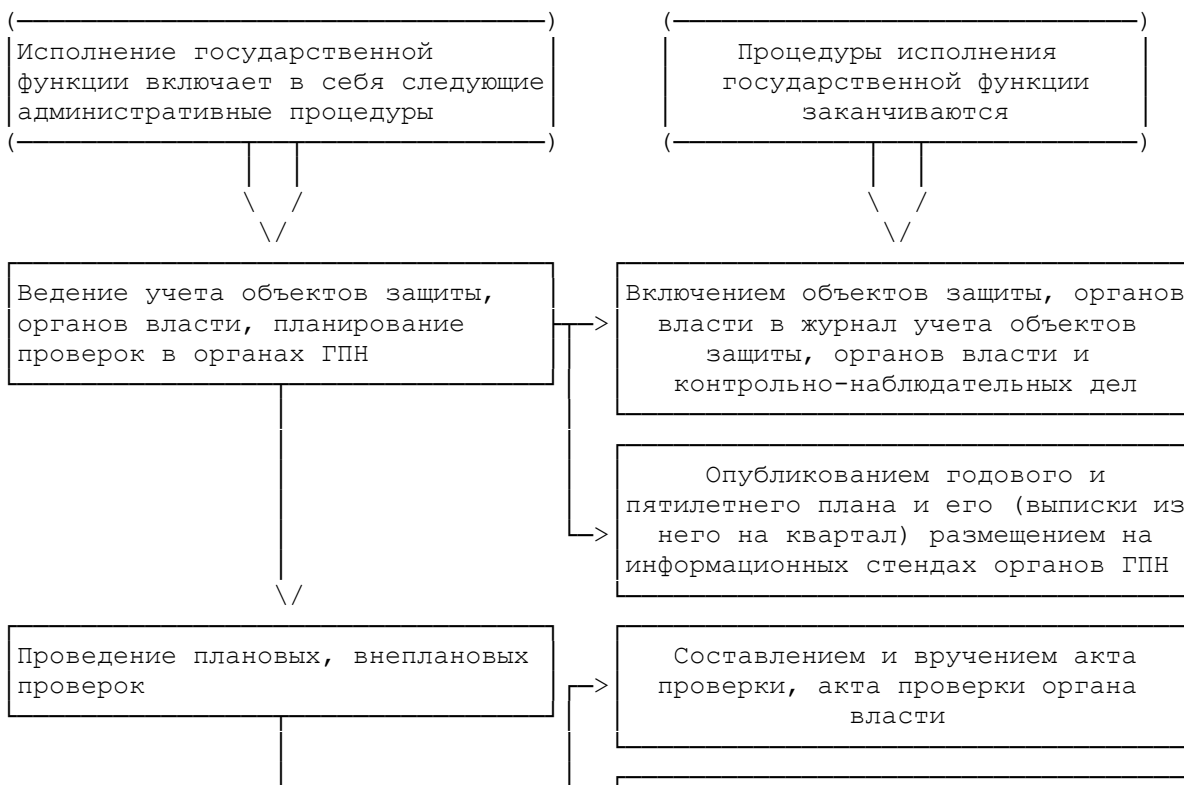 Исполнение государственной
функции включает в себя следующие
административные процедуры
Процедуры исполнения
государственной функции
заканчиваются
Ведение учета объектов защиты,
органов власти, планирование
проверок в органах ГПН
Включением объектов защиты, органов
власти в журнал учета объектов
защиты, органов власти и
контрольно-наблюдательных дел
Опубликованием годового и
пятилетнего плана и его (выписки из
него на квартал) размещением на
информационных стендах органов ГПН
Проведение плановых, внеплановых
проверок
Составлением и вручением акта
проверки, акта проверки органа
власти